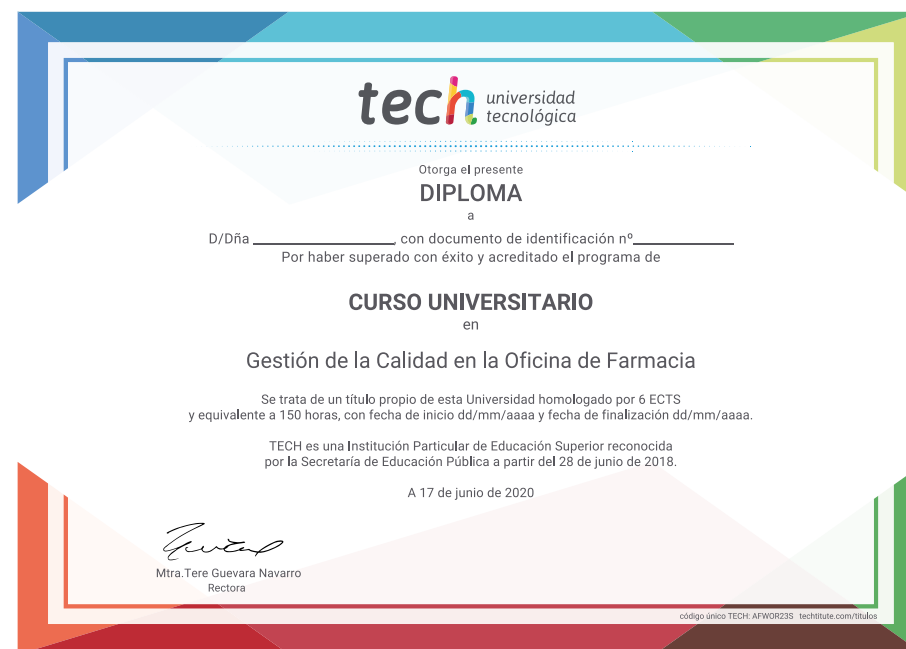 tech universidad
tecnológica
Otorga el presente
DIPLOMA
a
D/Dña ____________________, con documento de identificación nº______________
Por haber superado con éxito y acreditado el programa de
CURSO UNIVERSITARIO
en
Gestión de la Calidad en la Oficina de Farmacia
Se trata de un título propio de esta Universidad homologado por 6 ECTS
y equivalente a 150 horas, con fecha de inicio dd/mm/aaaa y fecha de finalización dd/mm/aaaa.
TECH es una Institución Particular de Educación Superior reconocida
por la Secretaría de Educación Pública a partir del 28 de junio de 2018.
A 17 de junio de 2020
Mtra.Tere Guevara Navarro
Rectora
código único TECH: AFWOR23S techtitute.com/titulos